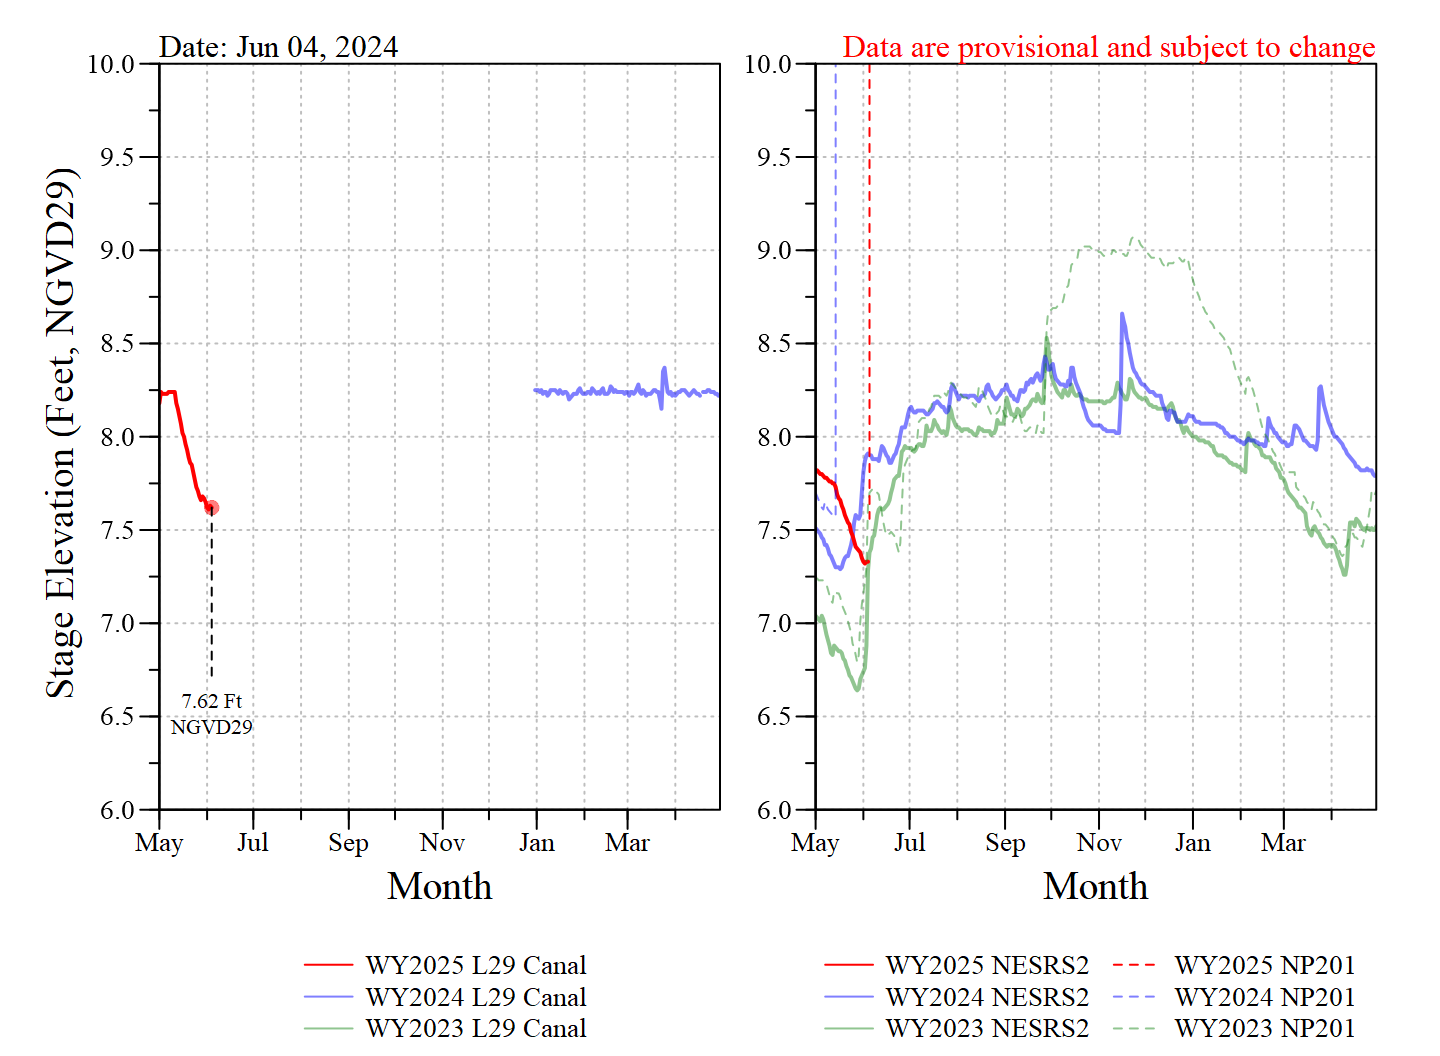 Date: Jun 04, 2024
Data are provisional and subject to change
Stage Elevation (Feet, NGVD29)
10.0
9.5
9.0
8.5
8.0
7.5
7.0
6.5
6.0
7.62 Ft
NGVD29
May Jul Sep Nov Jan Mar
Month
10.0
9.5
9.0
8.5
8.0
7.5
7.0
6.5
6.0
May Jul Sep Nov Jan Mar
Month
WY2025 L29 Canal
WY2024 L29 Canal
WY2023 L29 Canal
WY2025 NESRS2 WY2025 NP201
WY2024 NESRS2 WY2024 NP201
WY2023 NESRS2 WY2023 NP201